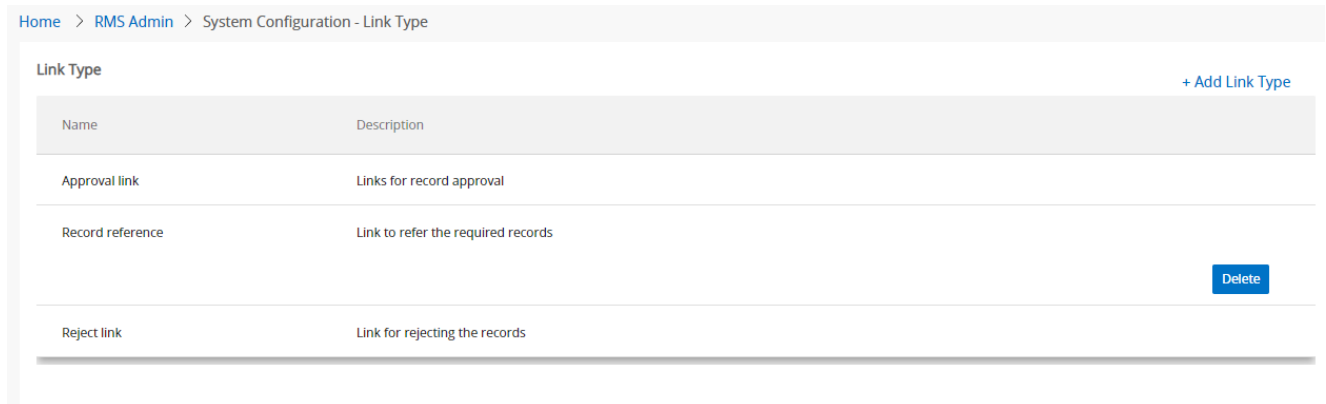 Home > RMS Admin > System Configuration - Link Type
Link Type
+ Add Link Type
Name Description
Approval link Links for record approval
Record reference Link to refer the required records
Delete
Reject link Link for rejecting the records